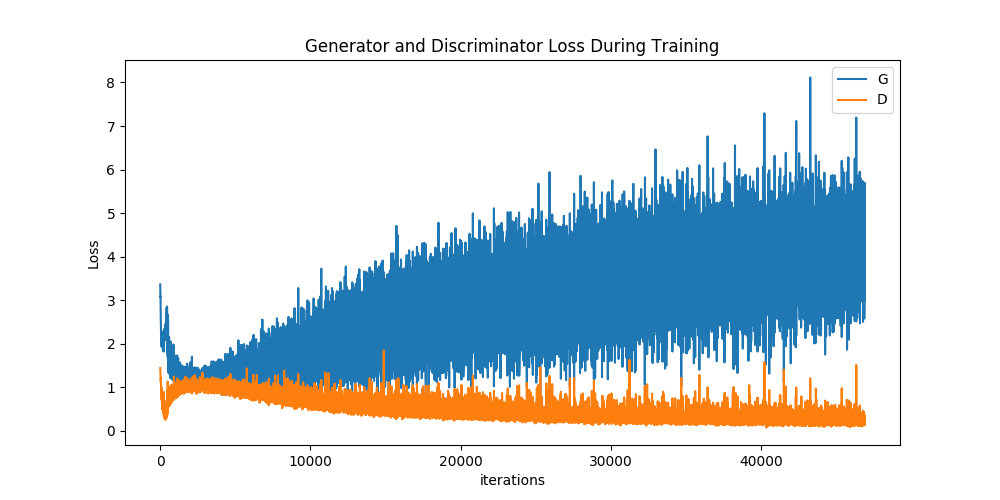 Generator and Discriminator Loss During Training
G
D
8
7
6
5
4
3
2
1
0
Loss
0 10000 20000 30000 40000
iterations